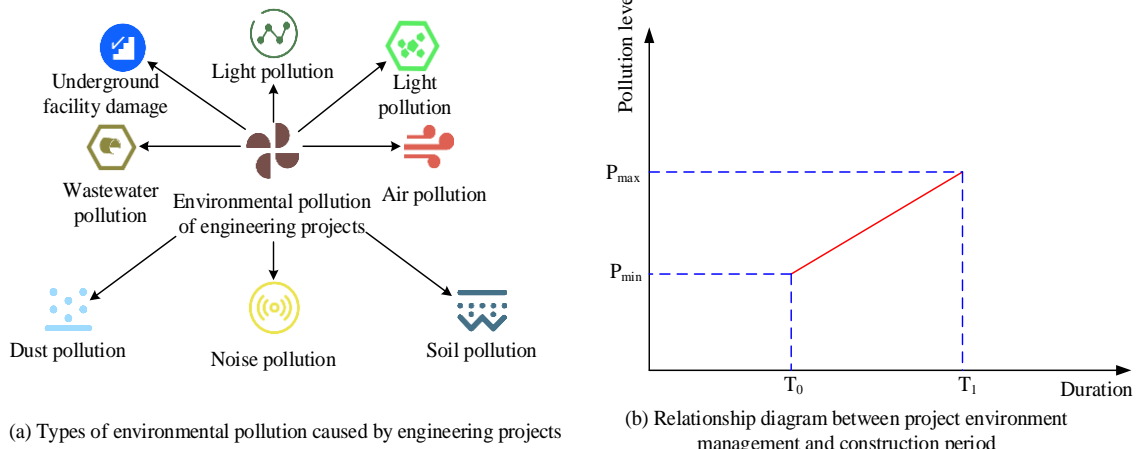 Underground
facility damage
Light pollution
Light
pollution
Wastewater
pollution
Environmental pollution
of engineering projects
Air pollution
Dust pollution
Noise pollution
Soil pollution
(a) Types of environmental pollution caused by engineering projects
Pollution level
Pmax
Pmin
T0
T1
Duration
(b) Relationship diagram between project environment
management and construction period